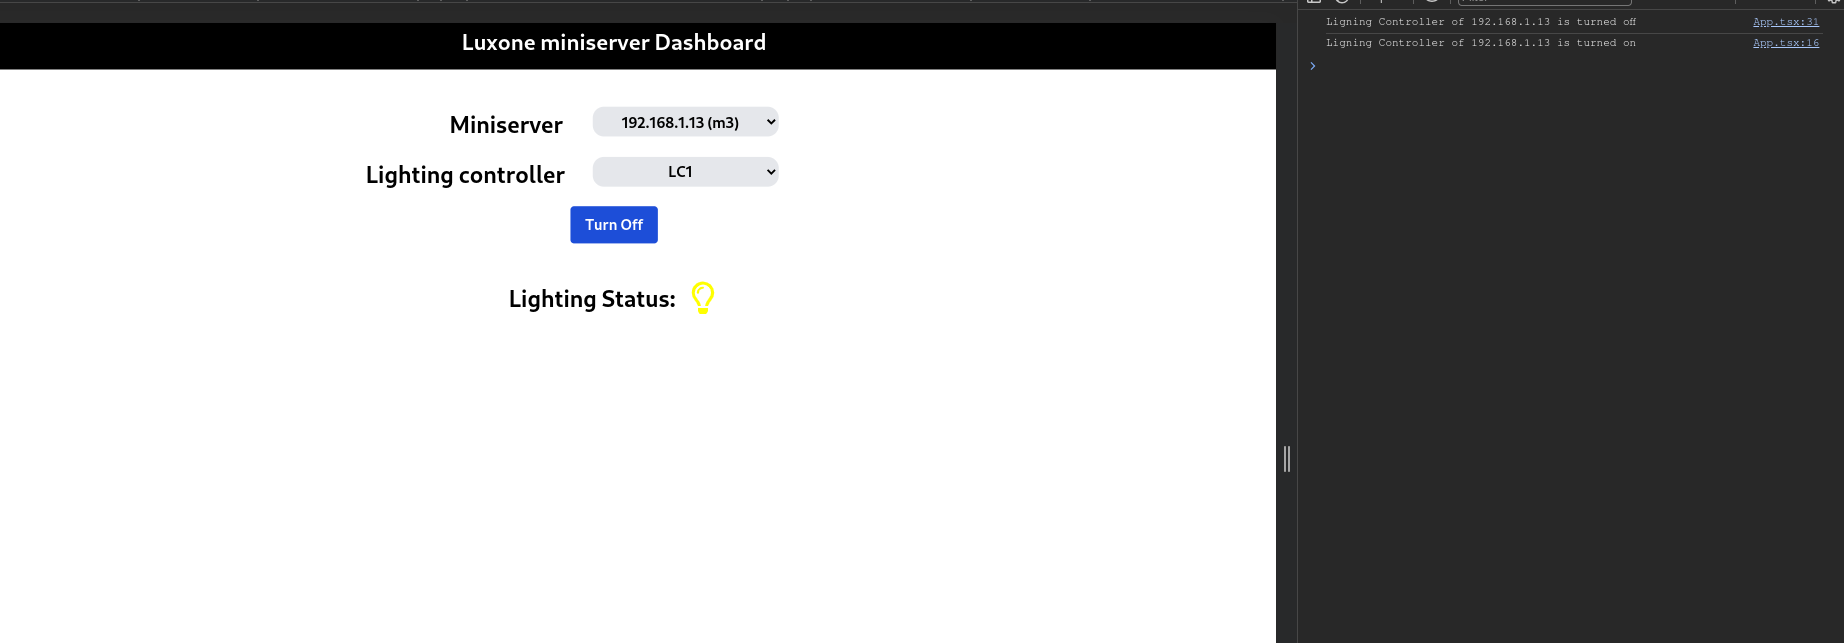 Luxone miniserver Dashboard
Miniserver 192.168.1.13 (m3)
Lighting controller LC1
Turn Off
Lighting Status:
Ligning Controller of 192.168.1.13 is turned off App.tsx:31
Ligning Controller of 192.168.1.13 is turned on App.tsx:16